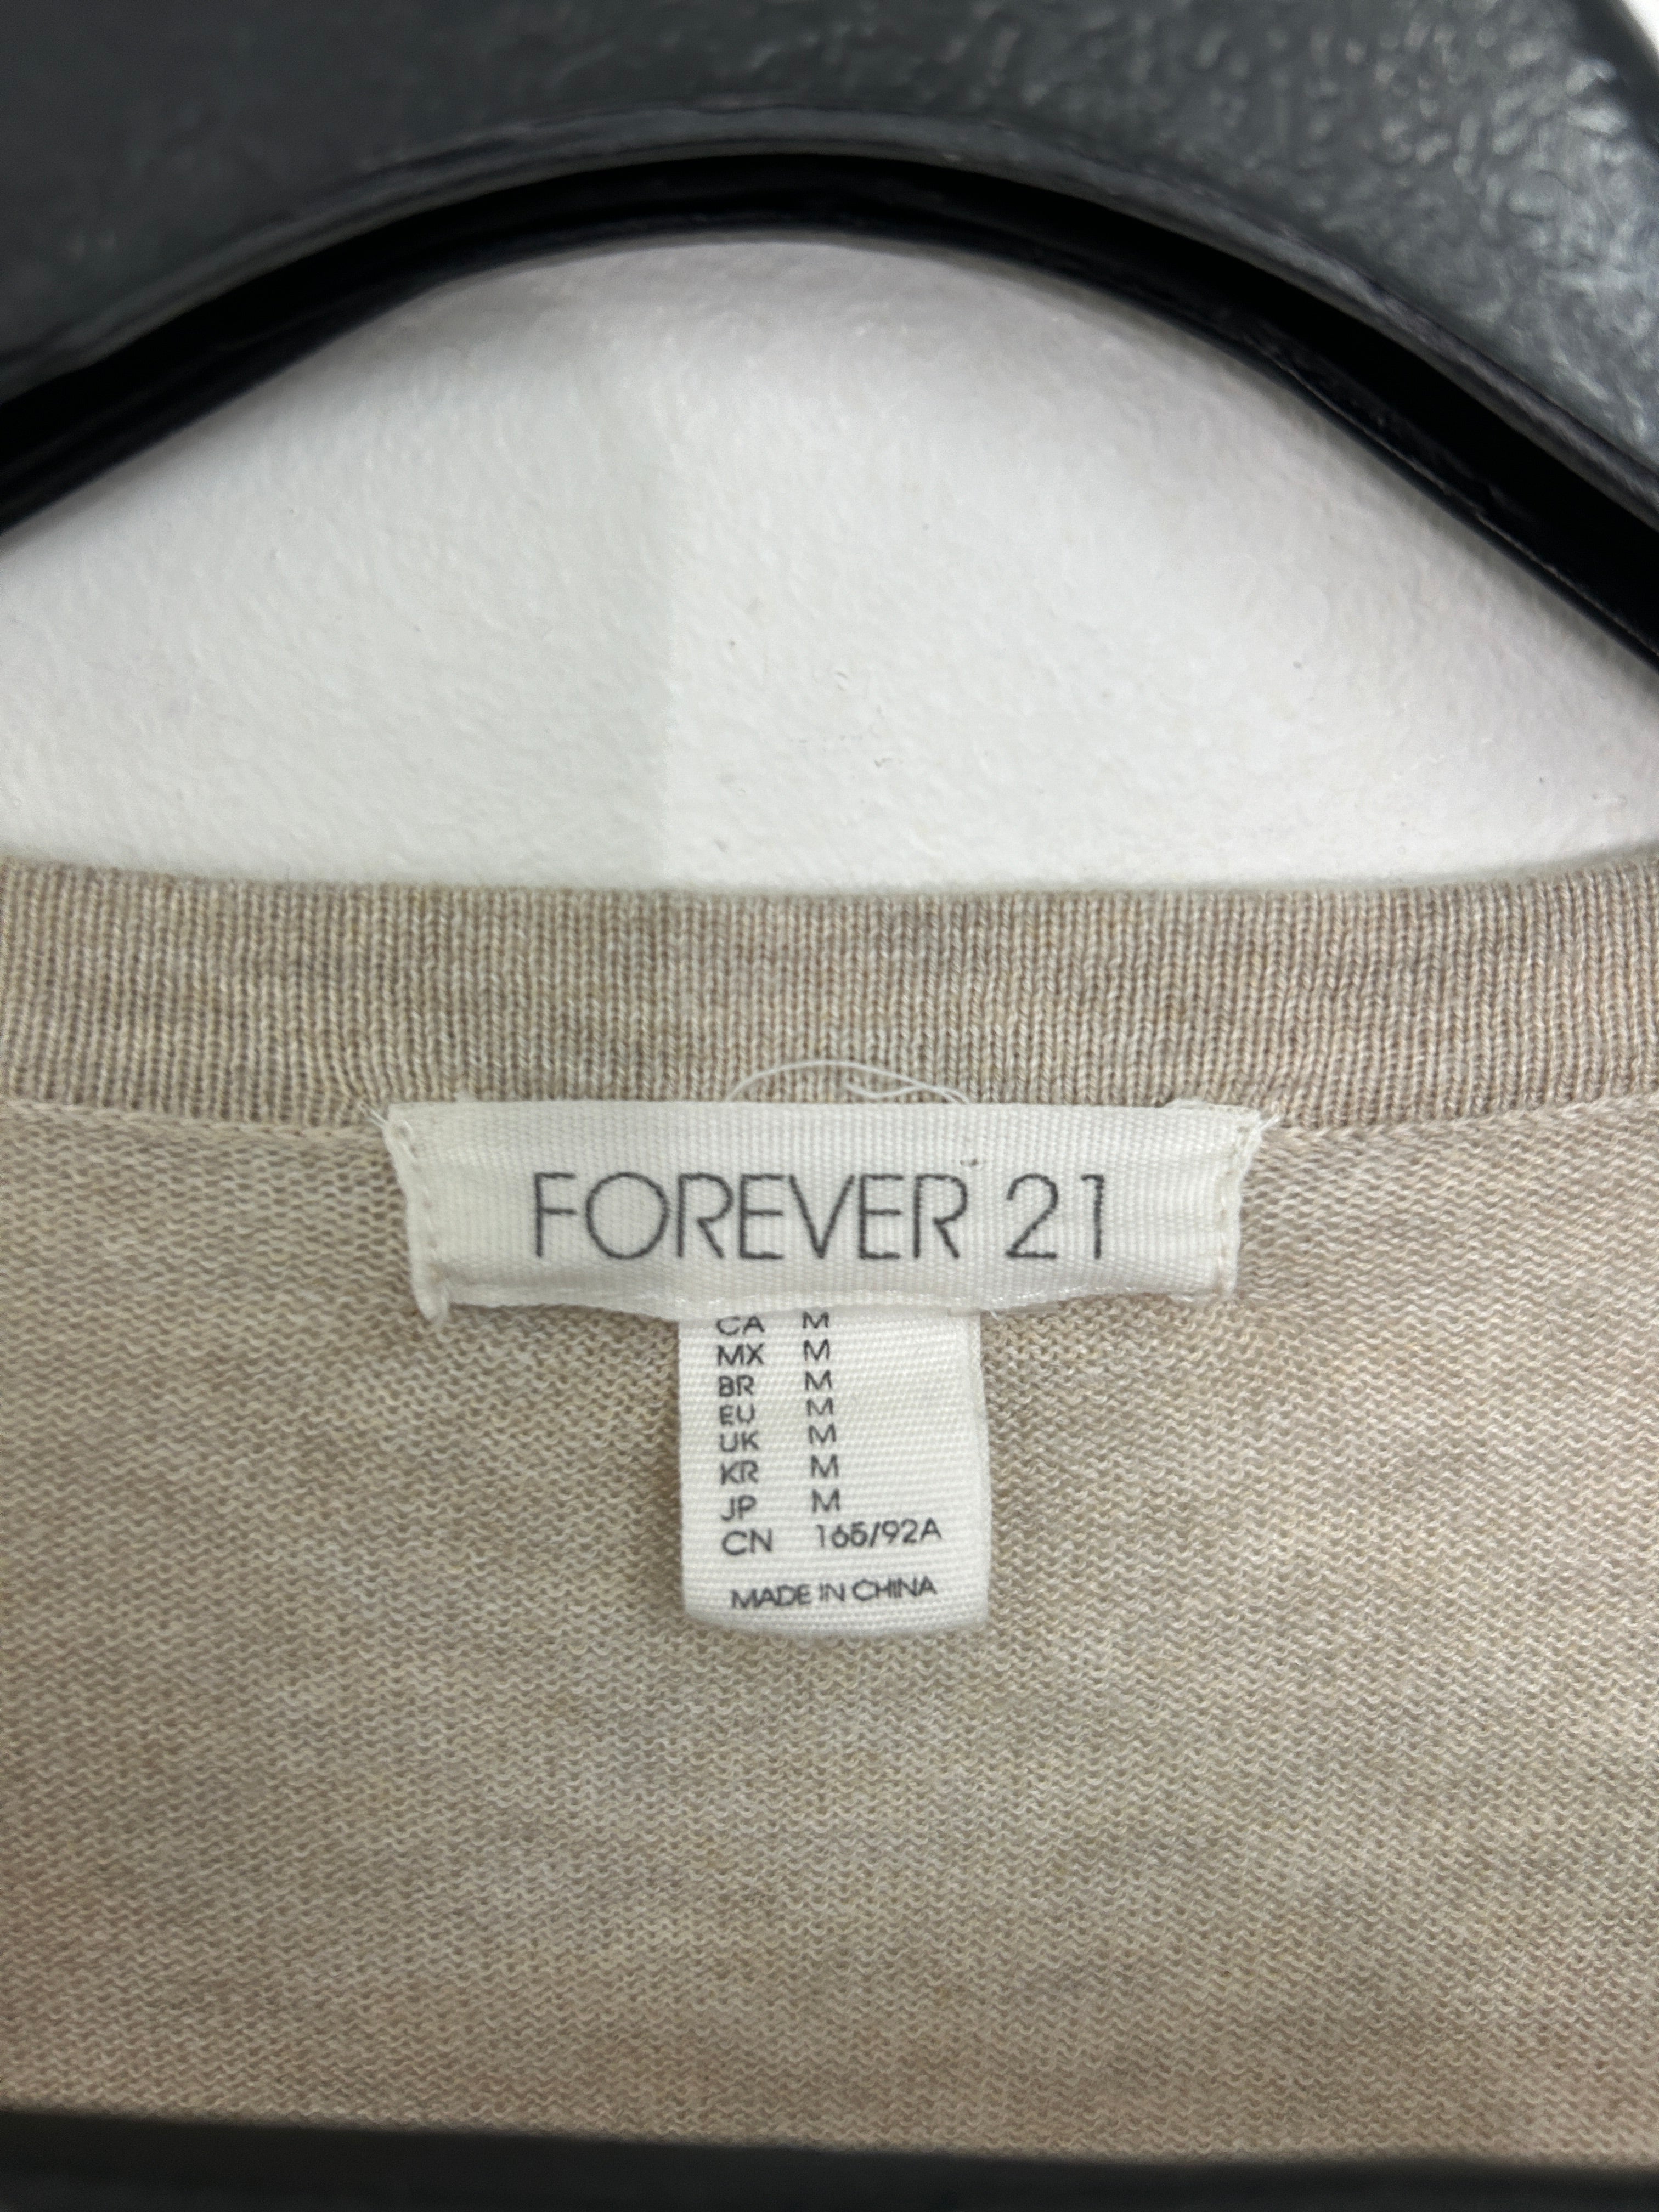 FOREVER 21
CA M
MX M
BR M
EU M
UK M
KR M
JP M
CN 165/92A
MADE IN CHINA